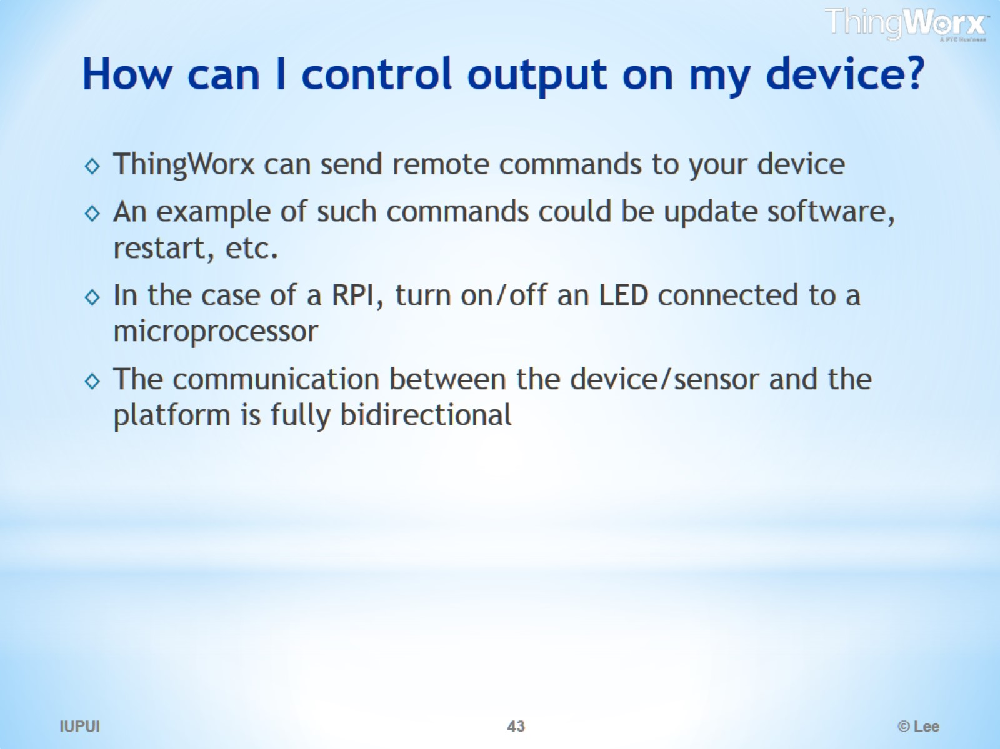 ThingWorx
A PTC Business
How can I control output on my device?
◇ ThingWorx can send remote commands to your device
◇ An example of such commands could be update software,
restart, etc.
◇ In the case of a RPI, turn on/off an LED connected to a
microprocessor
◇ The communication between the device/sensor and the
platform is fully bidirectional
IUPUI
43
© Lee